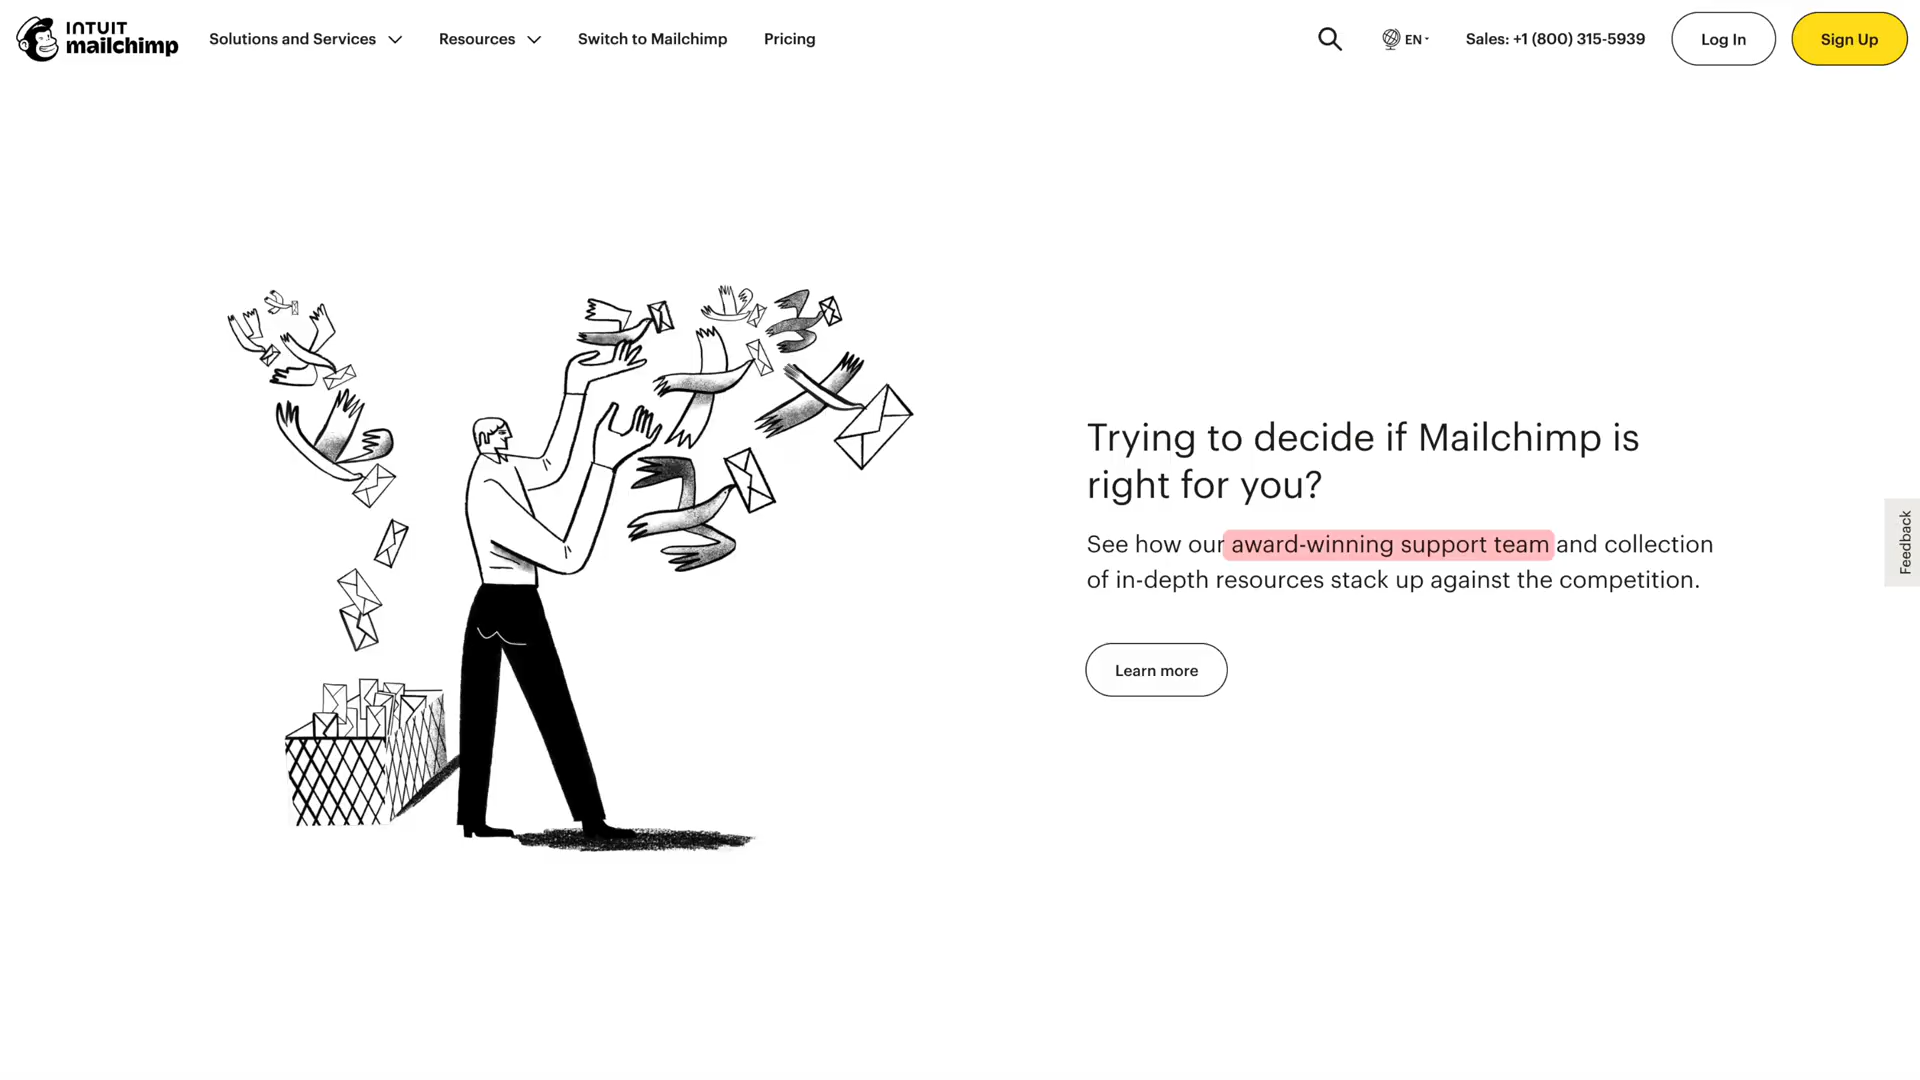 INTUIT
mailchimp
Solutions and Services
Resources
Switch to Mailchimp
Pricing
EN
Sales: +1 (800) 315-5939
Log In
Sign Up
Trying to decide if Mailchimp is
right for you?
See how our award-winning support team and collection
of in-depth resources stack up against the competition.
Learn more
Feedback